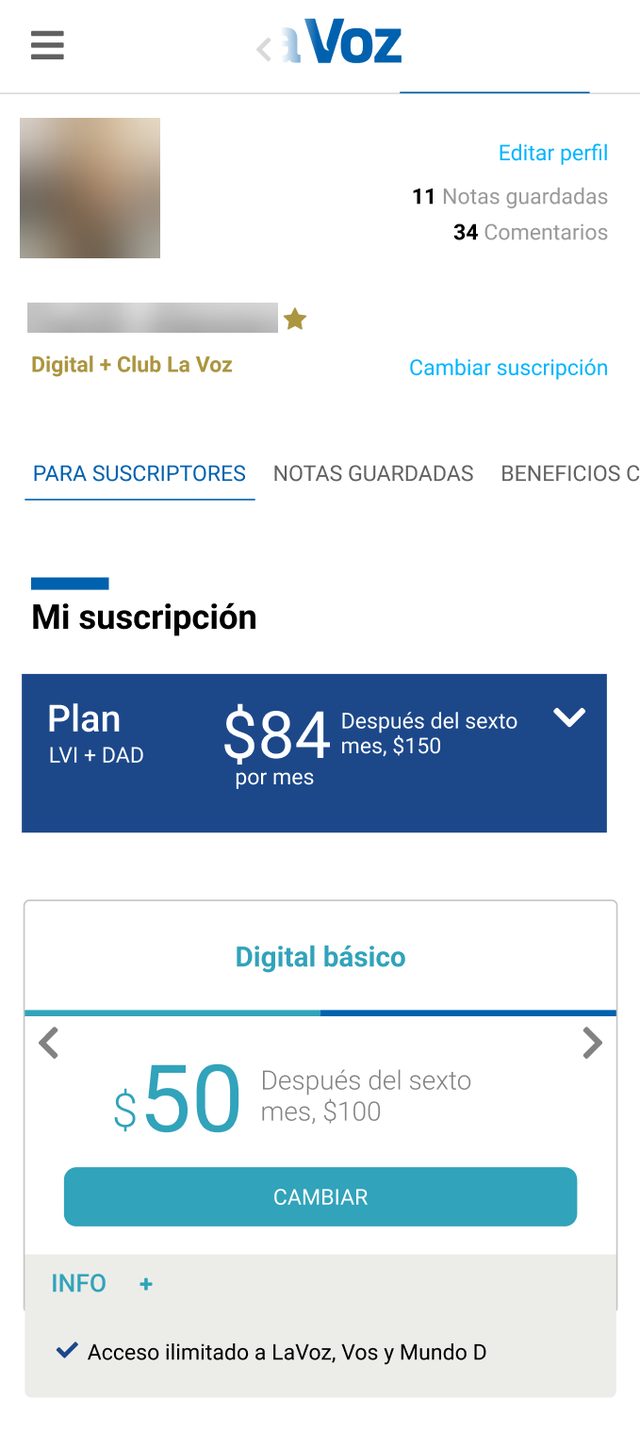 a Voz
Editar perfil
11 Notas guardadas
34 Comentarios
Digital + Club La Voz
Cambiar suscripción
PARA SUSCRIPTORES NOTAS GUARDADAS BENEFICIOS C
Mi suscripción
Plan
LVI + DAD
$84
por mes
Después del sexto
mes, $150
Digital básico
$50
Después del sexto
mes, $100
CAMBIAR
INFO +
Acceso ilimitado a LaVoz, Vos y Mundo D